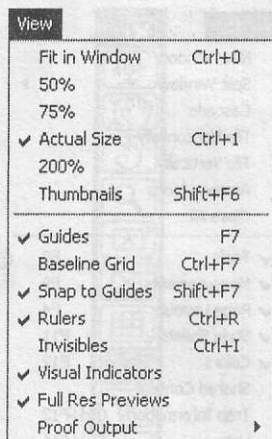 View
Fit in Window Ctrl+0
50%
75%
✓ Actual Size Ctrl+1
200%
Thumbnails Shift+F6
✓ Guides F7
Baseline Grid Ctrl+F7
✓ Snap to Guides Shift+F7
✓ Rulers Ctrl+R
Invisibles Ctrl+I
✓ Visual Indicators
✓ Full Res Previews
Proof Output